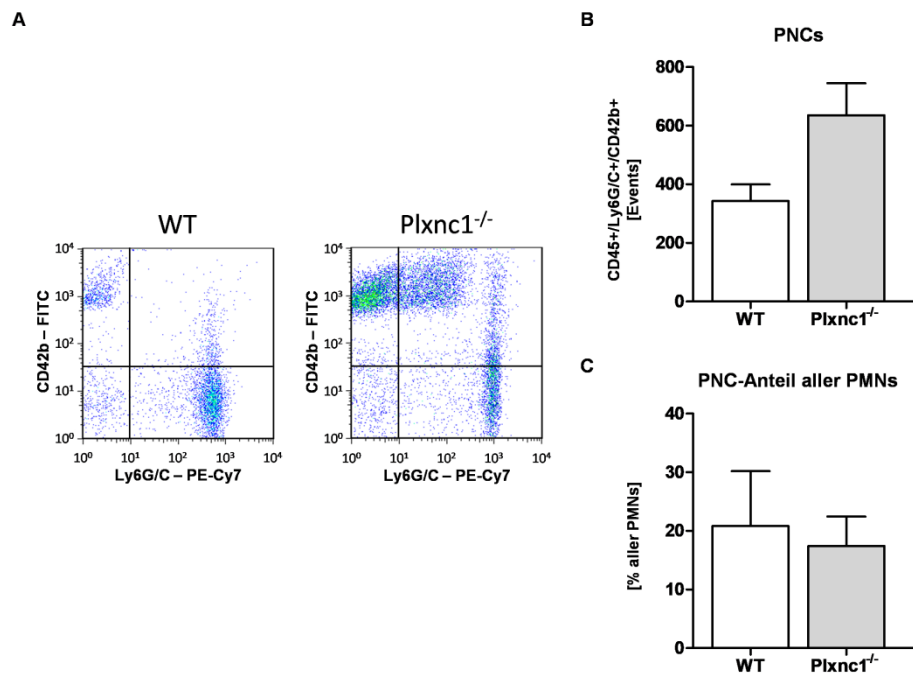 A
WT
10⁴
10³
10²
10¹
10⁰
CD42b – FITC
10⁰ 10¹ 10² 10³ 10⁴
Ly6G/C – PE-Cy7
Plxnc1⁻/⁻
10⁴
10³
10²
10¹
10⁰
CD42b – FITC
10⁰ 10¹ 10² 10³ 10⁴
Ly6G/C – PE-Cy7
B
PNCs
CD45+/Ly6G/C+/CD42b+
[Events]
800
600
400
200
0
WT Plxnc1⁻/⁻
C
PNC-Anteil aller PMNs
[% aller PMNs]
40
30
20
10
0
WT Plxnc1⁻/⁻